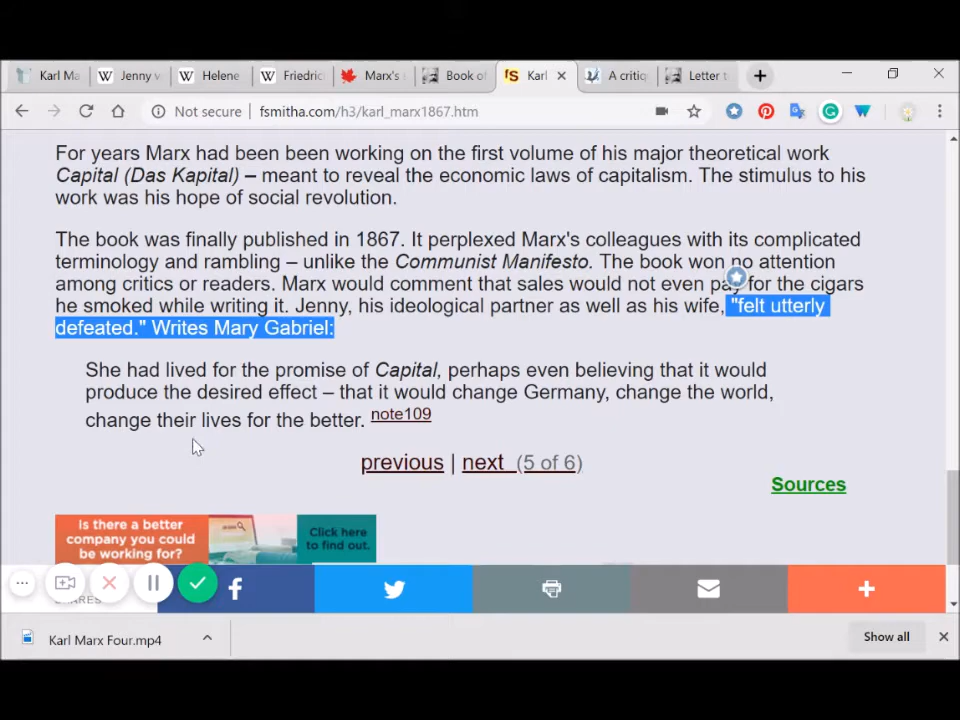 Karl Ma
Jenny v
Helene
Friedric
Marx's
Book of
Karl
A critiq
Letter t
Not secure
fsmitha.com/h3/karl_marx1867.htm
For years Marx had been been working on the first volume of his major theoretical work
Capital (Das Kapital) – meant to reveal the economic laws of capitalism. The stimulus to his
work was his hope of social revolution.
The book was finally published in 1867. It perplexed Marx's colleagues with its complicated
terminology and rambling – unlike the Communist Manifesto. The book won no attention
among critics or readers. Marx would comment that sales would not even pay for the cigars
he smoked while writing it. Jenny, his ideological partner as well as his wife, "felt utterly
defeated." Writes Mary Gabriel:
She had lived for the promise of Capital, perhaps even believing that it would
produce the desired effect – that it would change Germany, change the world,
change their lives for the better. note109
previous | next (5 of 6)
Sources
Is there a better
company you could
be working for?
Click here
to find out.
SHARES
Karl Marx Four.mp4
Show all